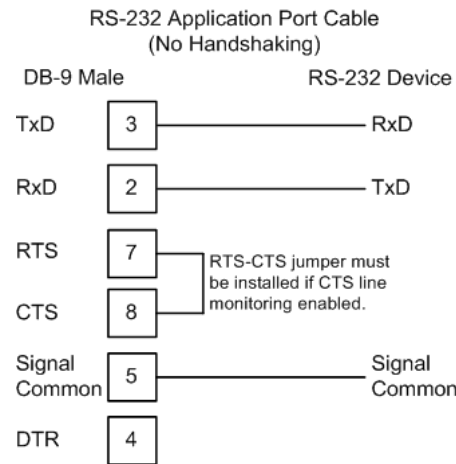 RS-232 Application Port Cable
(No Handshaking)
DB-9 Male RS-232 Device
TxD 3 RxD
RxD 2 TxD
RTS 7
RTS-CTS jumper must
be installed if CTS line
monitoring enabled.
CTS 8
Signal
Common 5 Signal
Common
DTR 4